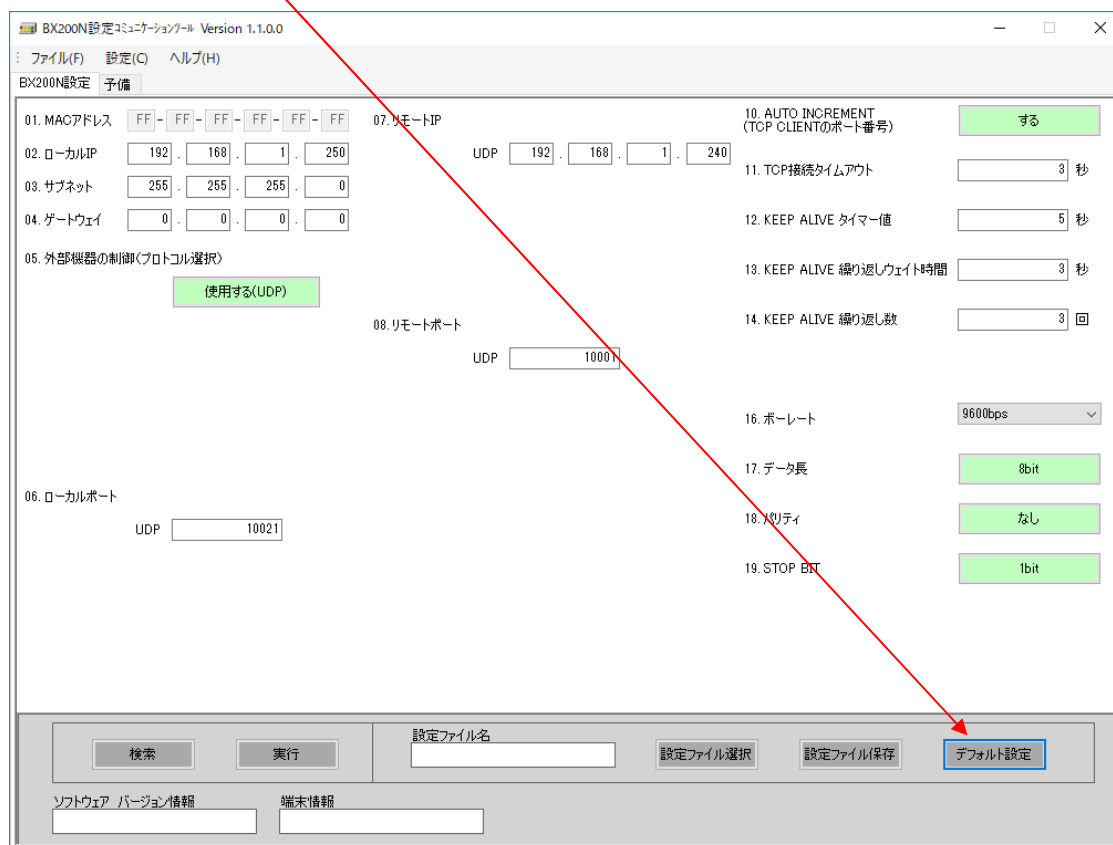 BX200N設定コミュニケーションツール Version 1.1.0.0
ファイル(F) 設定(C) ヘルプ(H)
BX200N設定 予備
01. MACアドレス FF - FF - FF - FF - FF - FF
02. ローカルIP 192 . 168 . 1 . 250
03. サブネット 255 . 255 . 255 . 0
04. ゲートウェイ 0 . 0 . 0 . 0
05. 外部機器の制御(プロトコル選択)
使用する(UDP)
06. ローカルポート
UDP 10021
07. リモートIP
UDP 192 . 168 . 1 . 240
08. リモートポート
UDP 10001
10. AUTO INCREMENT
(TCP CLIENTのポート番号) する
11. TCP接続タイムアウト 3 秒
12. KEEP ALIVE タイマー値 5 秒
13. KEEP ALIVE 繰り返しウェイト時間 3 秒
14. KEEP ALIVE 繰り返し数 3 回
16. ボーレート 9600bps
17. データ長 8bit
18. パリティ なし
19. STOP BIT 1bit
検索 実行
設定ファイル名
設定ファイル選択 設定ファイル保存 デフォルト設定
ソフトウェア バージョン情報 端末情報